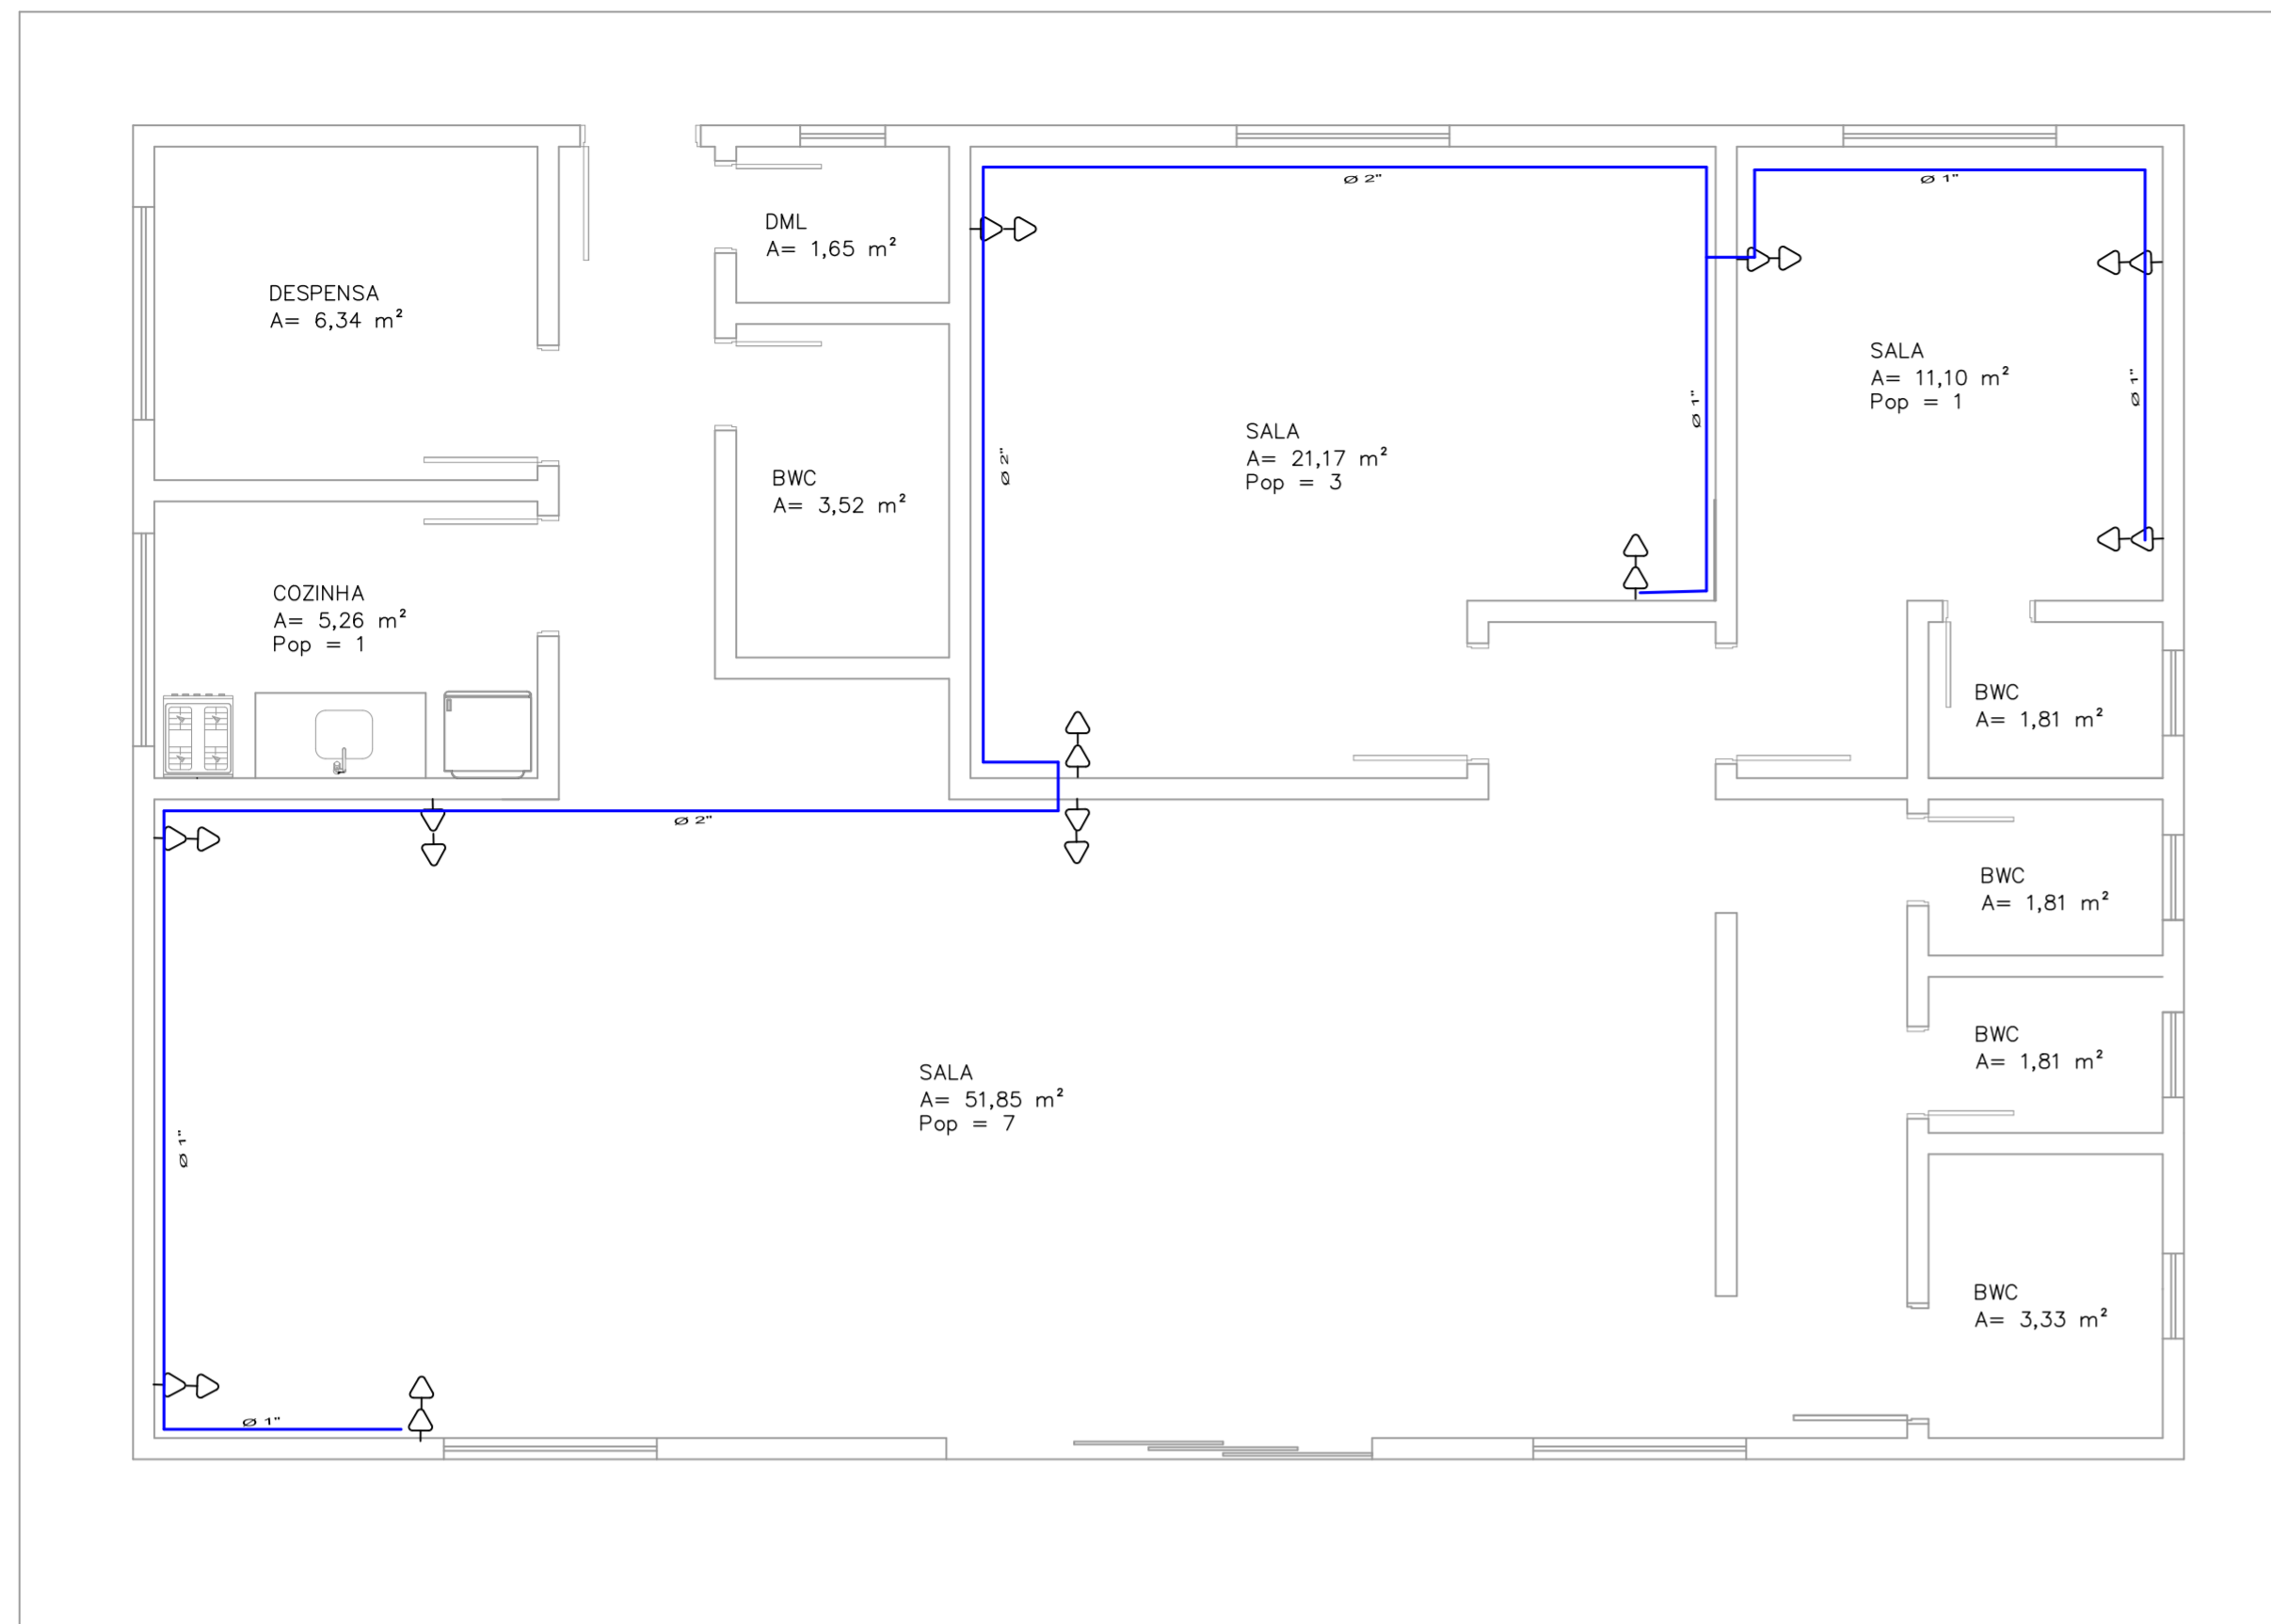 Ø 2"
Ø 1"
DML
A= 1,65 m²
DESPENSA
A= 6,34 m²
SALA
A= 11,10 m²
Pop = 1
Ø 1"
Ø 1"
SALA
A= 21,17 m²
Pop = 3
Ø 2"
BWC
A= 3,52 m²
COZINHA
A= 5,26 m²
Pop = 1
BWC
A= 1,81 m²
Ø 2"
BWC
A= 1,81 m²
BWC
A= 1,81 m²
SALA
A= 51,85 m²
Pop = 7
Ø 1"
BWC
A= 3,33 m²
Ø 1"